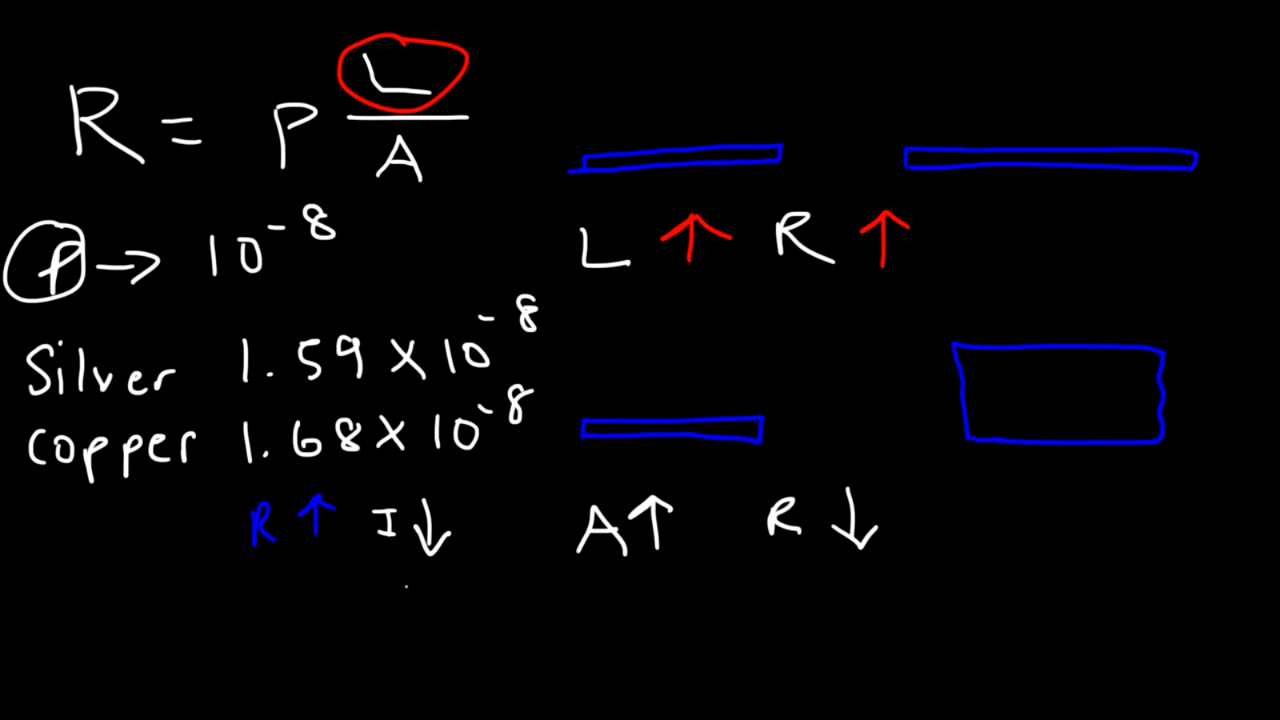 R = ρ L/A
ρ → 10⁻⁸
L ↑ R ↑
Silver 1.59 × 10⁻⁸
Copper 1.68 × 10⁻⁸
R ↑ I ↓
A ↑ R ↓